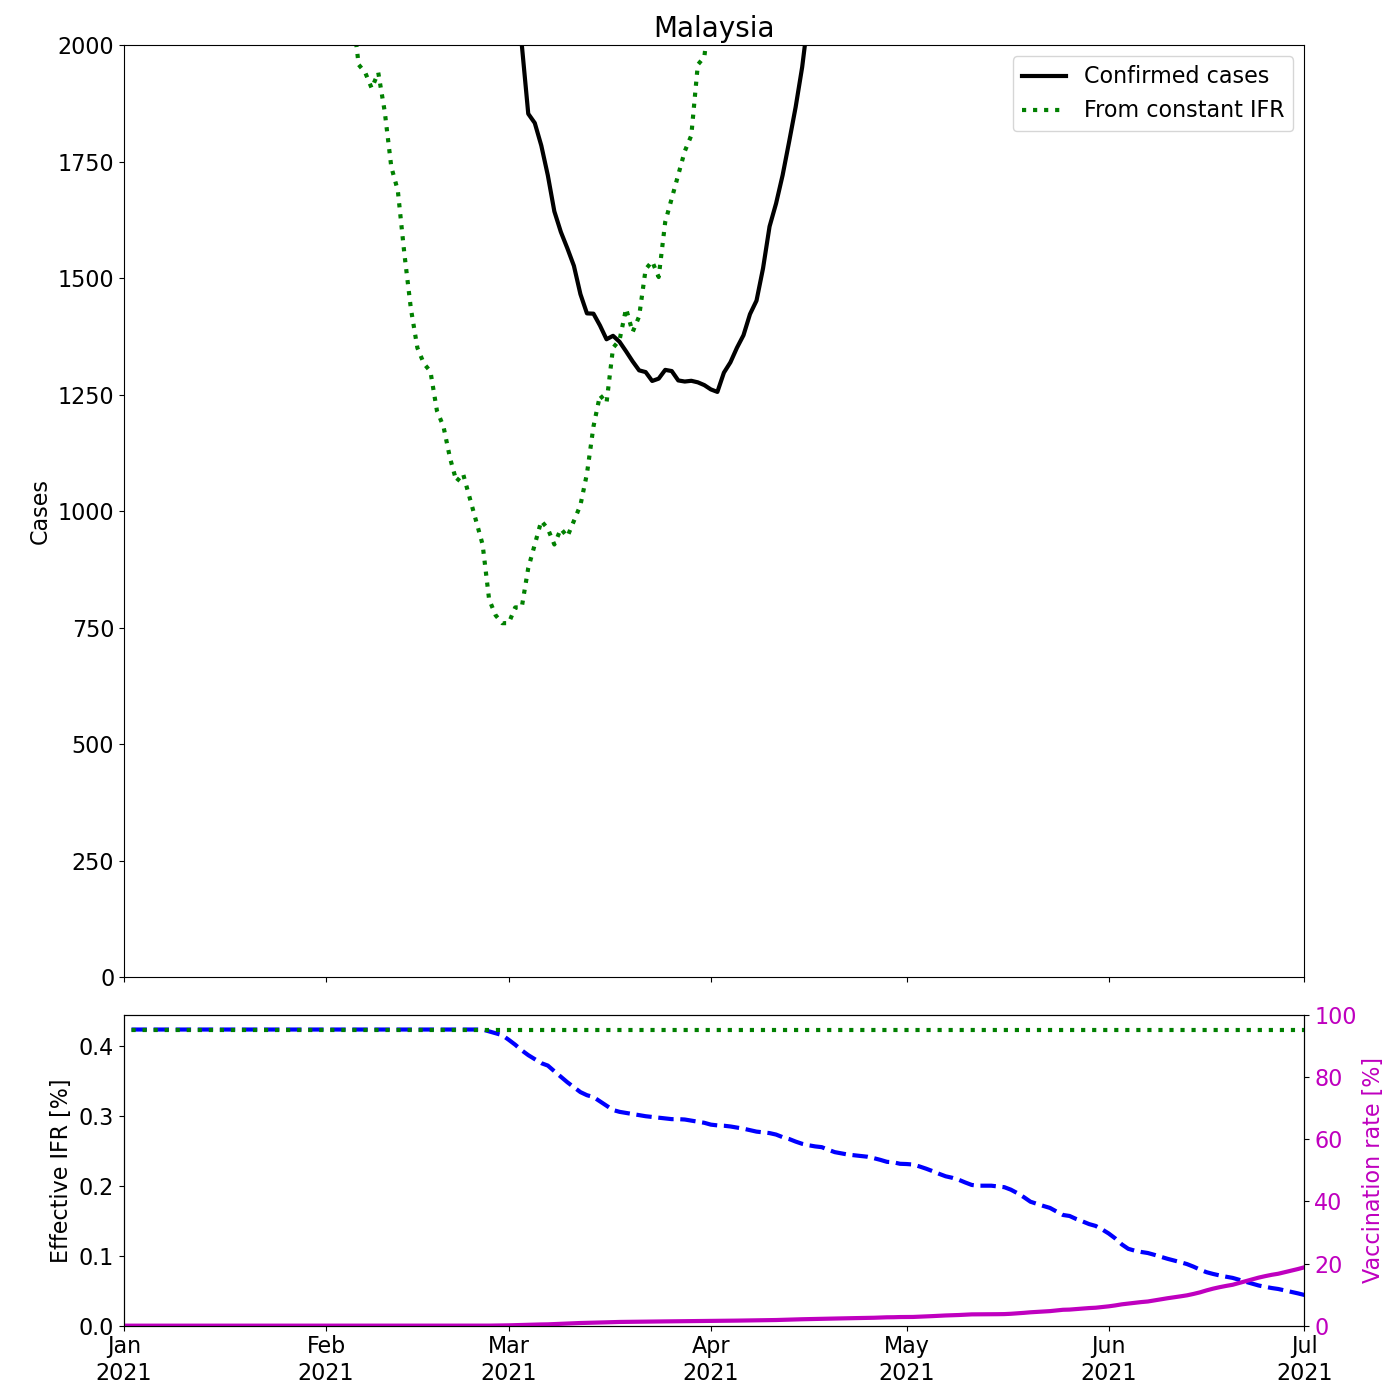 Malaysia
2000
1750
1500
1250
1000
750
500
250
0
Cases
Confirmed cases
From constant IFR
0.4
0.3
0.2
0.1
0.0
Effective IFR [%]
100
80
60
40
20
0
Vaccination rate [%]
Jan Feb Mar Apr May Jun Jul
2021 2021 2021 2021 2021 2021 2021